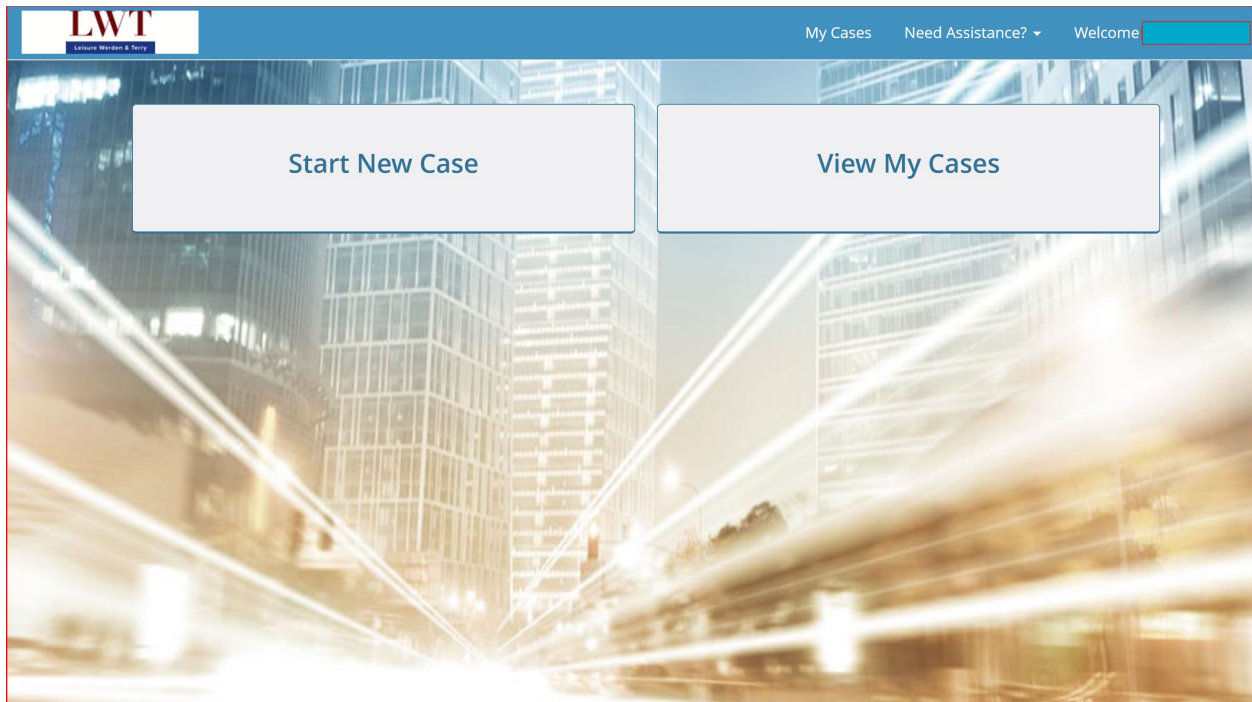 LWT
Leisure Werden & Terry
My Cases
Need Assistance?
Welcome
Start New Case
View My Cases